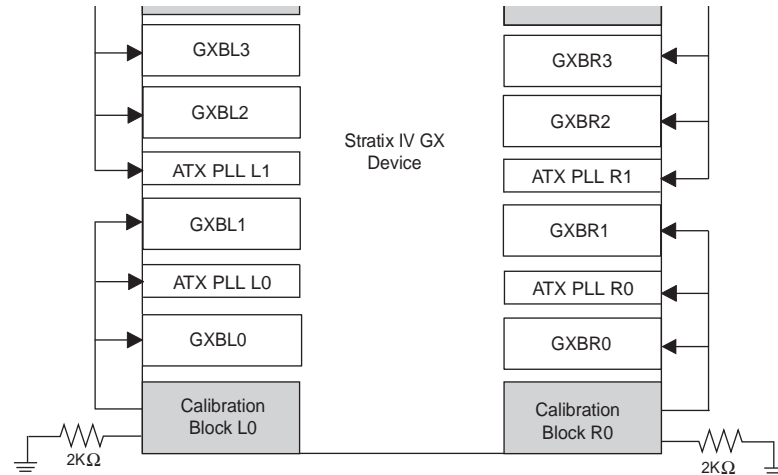 GXBL3
GXBL2
ATX PLL L1
GXBL1
ATX PLL L0
GXBL0
Calibration
Block L0
2KΩ
Stratix IV GX
Device
GXBR3
GXBR2
ATX PLL R1
GXBR1
ATX PLL R0
GXBR0
Calibration
Block R0
2KΩ